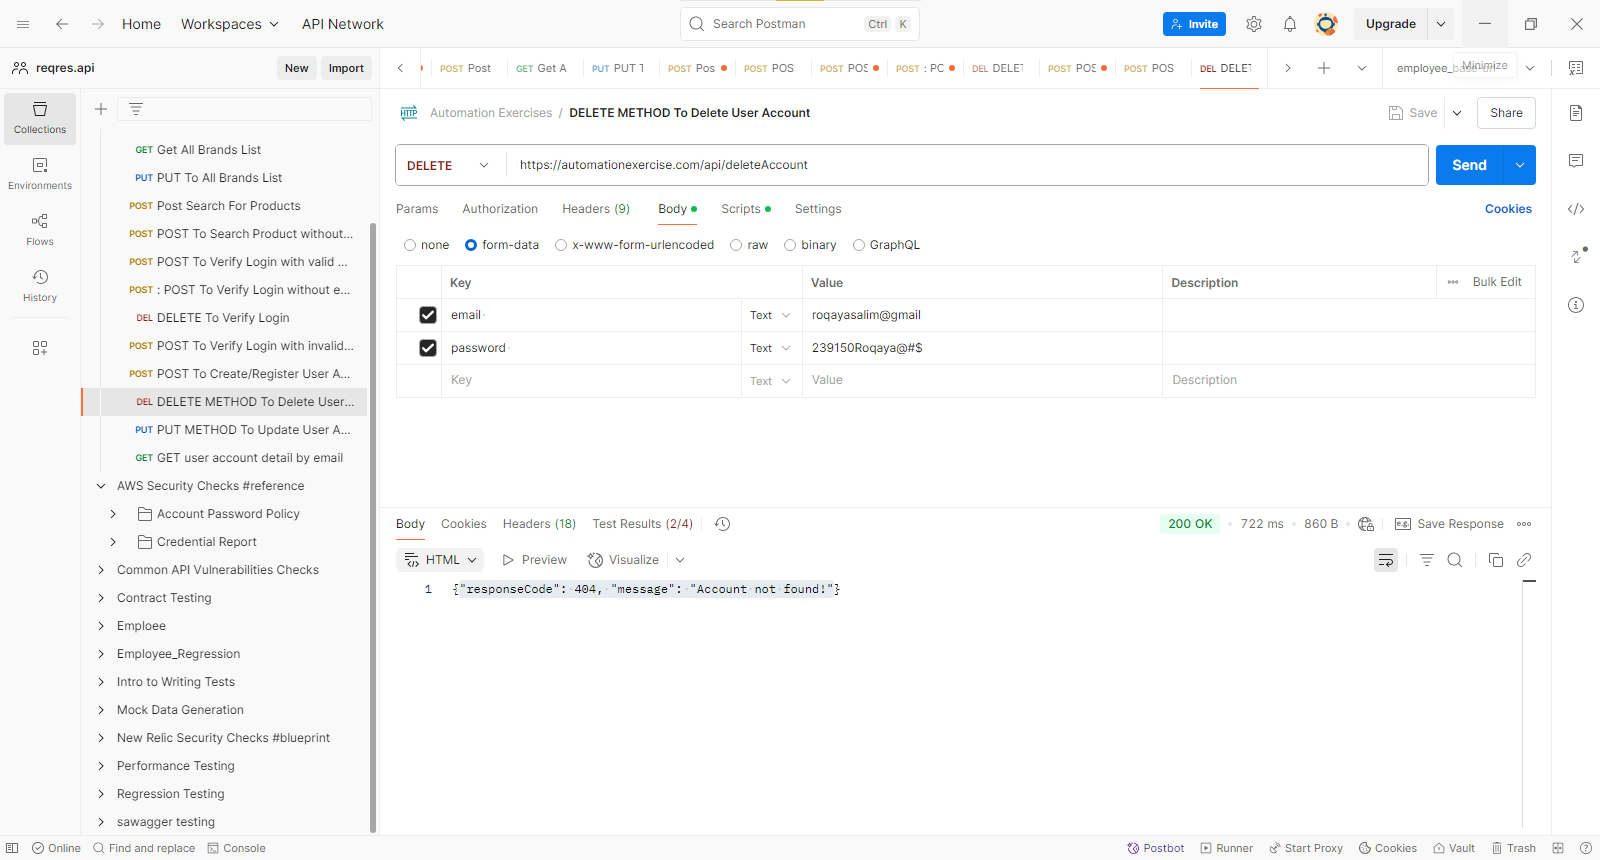 Home
Workspaces
API Network
Search Postman
Ctrl K
Invite
Upgrade
reqres.api
New
Import
POST Post
GET Get A
PUT PUT T
POST Pos
POST POS
POST POS
POST : PC
DEL DELET
POST POS
POST POS
DEL DELET
Minimize
Collections
Environments
Flows
History
Get All Brands List
GET Get All Brands List
PUT PUT To All Brands List
POST Post Search For Products
POST POST To Search Product without...
POST POST To Verify Login with valid ...
POST : POST To Verify Login without e...
DEL DELETE To Verify Login
POST POST To Verify Login with invalid...
POST POST To Create/Register User A...
DEL DELETE METHOD To Delete User...
PUT PUT METHOD To Update User A...
GET GET user account detail by email
AWS Security Checks #reference
Account Password Policy
Credential Report
Common API Vulnerabilities Checks
Contract Testing
Emploee
Employee_Regression
Intro to Writing Tests
Mock Data Generation
New Relic Security Checks #blueprint
Performance Testing
Regression Testing
sawagger testing
HTTP Automation Exercises / DELETE METHOD To Delete User Account
Save
Share
DELETE https://automationexercise.com/api/deleteAccount
Send
Params Authorization Headers (9) Body Scripts Settings
Cookies
none form-data x-www-form-urlencoded raw binary GraphQL
Key Value Description ... Bulk Edit
email Text roqayasalim@gmail
password Text 239150Roqaya@#$
Key Text Value Description
Body Cookies Headers (18) Test Results (2/4)
200 OK • 722 ms • 860 B • Save Response
HTML Preview Visualize
1 {"responseCode": 404, "message": "Account not found!"}
Online Find and replace Console
Postbot Runner Start Proxy Cookies Vault Trash